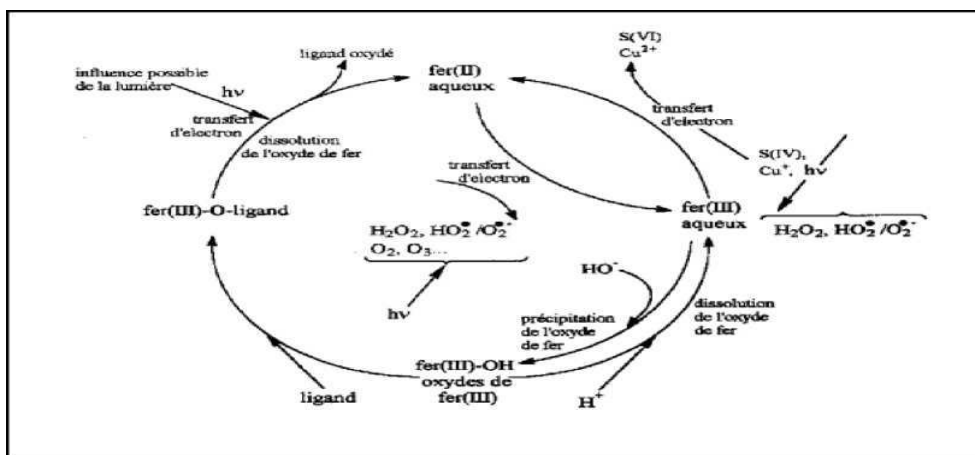 S(VI)
Cu²⁺
ligand oxydé
influence possible
de la lumière
hν
fer(II)
aqueux
transfert
d'electron
dissolution
de l'oxyde de fer
transfert
d'electron
transfert
d'electron
S(IV),
Cu⁺, hν
fer(III)-O-ligand
fer(III)
aqueux
H₂O₂, HO₂•/O₂•⁻
O₂, O₃...
H₂O₂, HO₂•/O₂•⁻
HO⁻
hν
précipitation
de l'oxyde
de fer
dissolution
de l'oxyde
de fer
fer(III)-OH
oxydes de
fer(III)
ligand
H⁺